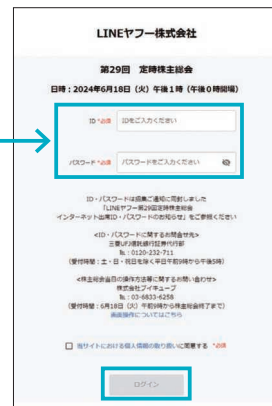 LINEヤフー株式会社
第29回 定時株主総会
日時：2024年6月18日（火）午後1時（午後0時開場）
ID *必須 IDをご入力ください
パスワード *必須 パスワードをご入力ください
ID・パスワードは招集ご通知に同封しました
「LINEヤフー第29回定時株主総会
インターネット出席ID・パスワードのお知らせ」をご参照ください
<ID・パスワードに関するお問合せ先>
三菱UFJ信託銀行証券代行部
℡：0120-232-711
（受付時間：土・日・祝日を除く平日午前9時から午後5時）
<株主総会当日の操作方法等に関するお問い合わせ>
株式会社ブイキューブ
℡：03-6833-6258
（受付時間：6月18日（火）午前9時から株主総会終了まで）
画面操作についてはこちら
当サイトにおける個人情報の取り扱いに同意する *必須
ログイン